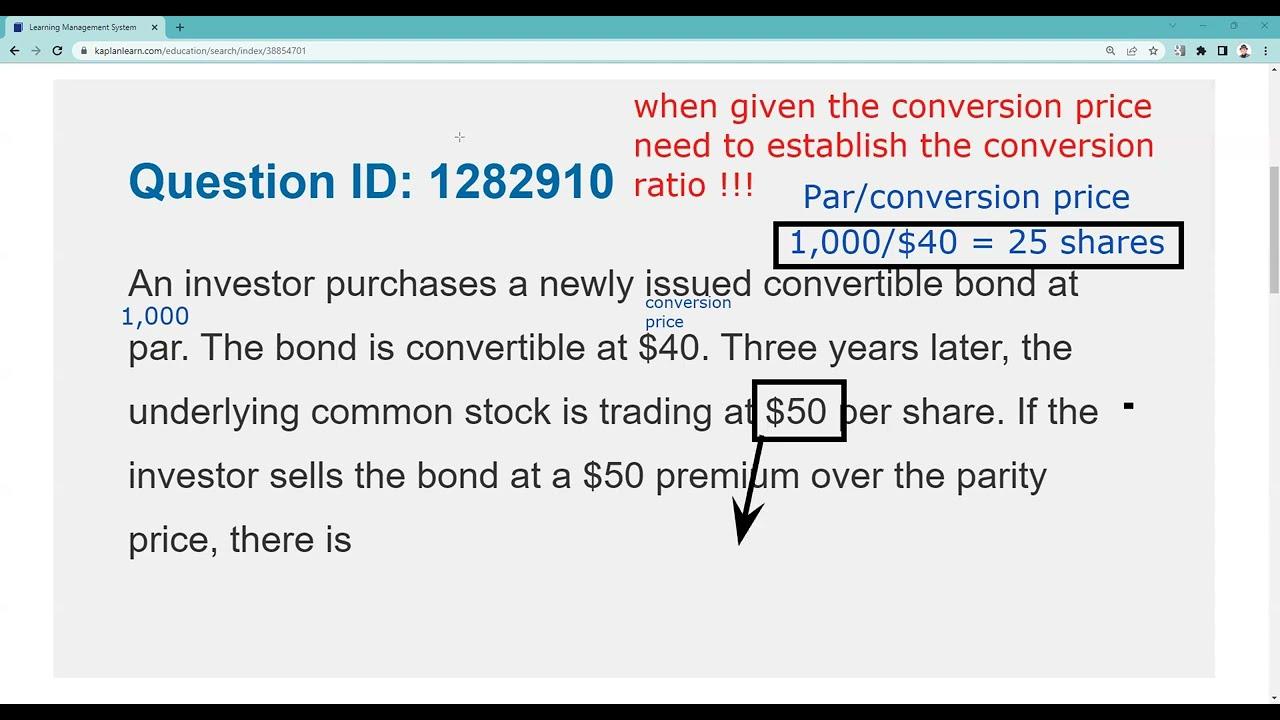 Learning Management System
kaplanlearn.com/education/search/index/38854701
when given the conversion price
need to establish the conversion
ratio !!!
Question ID: 1282910
Par/conversion price
1,000/$40 = 25 shares
An investor purchases a newly issued convertible bond at
1,000
conversion
price
par. The bond is convertible at $40. Three years later, the
underlying common stock is trading at $50 per share. If the
investor sells the bond at a $50 premium over the parity
price, there is